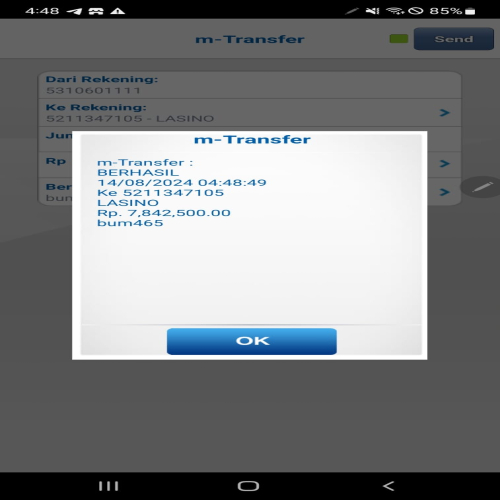 4:48
85%
m-Transfer
Send
Dari Rekening:
5310601111
Ke Rekening:
5211347105 - LASINO
Jum
Rp
Ber
bum
m-Transfer
m-Transfer :
BERHASIL
14/08/2024 04:48:49
Ke 5211347105
LASINO
Rp. 7,842,500.00
bum465
OK